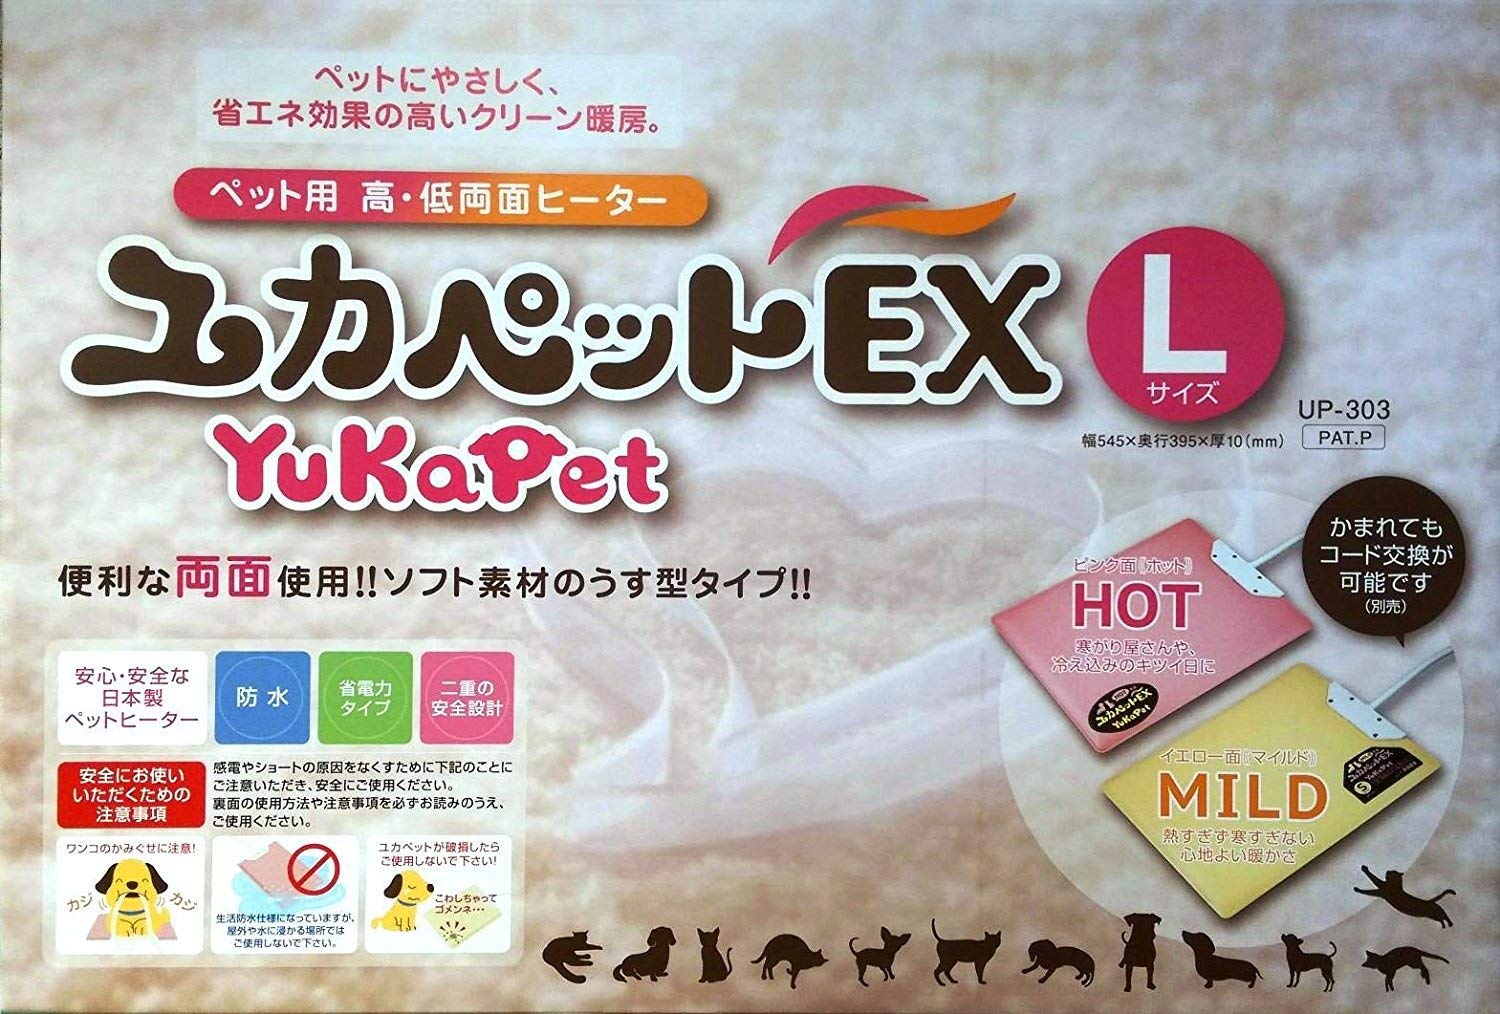 ペットにやさしく、
省エネ効果の高いクリーン暖房。
ペット用 高・低両面ヒーター
ユカペットEX
YuKaPet
L
サイズ
UP-303
幅545×奥行395×厚10(mm)
PAT.P
便利な両面使用!!ソフト素材のうす型タイプ!!
かまれても
コード交換が
可能です
(別売)
ピンク面《ホット》
HOT
寒がり屋さんや、
冷え込みのキツイ日に
HOT
ユカペットEX
YuKaPet
イエロー面《マイルド》
MILD
熱すぎず寒すぎない
心地よい暖かさ
ユカペットEX
YuKaPet
S
安心・安全な
日本製
ペットヒーター
防水
省電力
タイプ
二重の
安全設計
安全にお使い
いただくための
注意事項
感電やショートの原因をなくすために下記のことに
ご注意いただき、安全にご使用ください。
裏面の使用方法や注意事項を必ずお読みのうえ、
ご使用ください。
ワンコのかみぐせに注意!
カジ
カジ
生活防水仕様になっていますが、
屋外や水に浸かる場所では
ご使用しないで下さい。
ユカペットが破損したら
ご使用しないで下さい!
こわしちゃって
ゴメンネ・・・